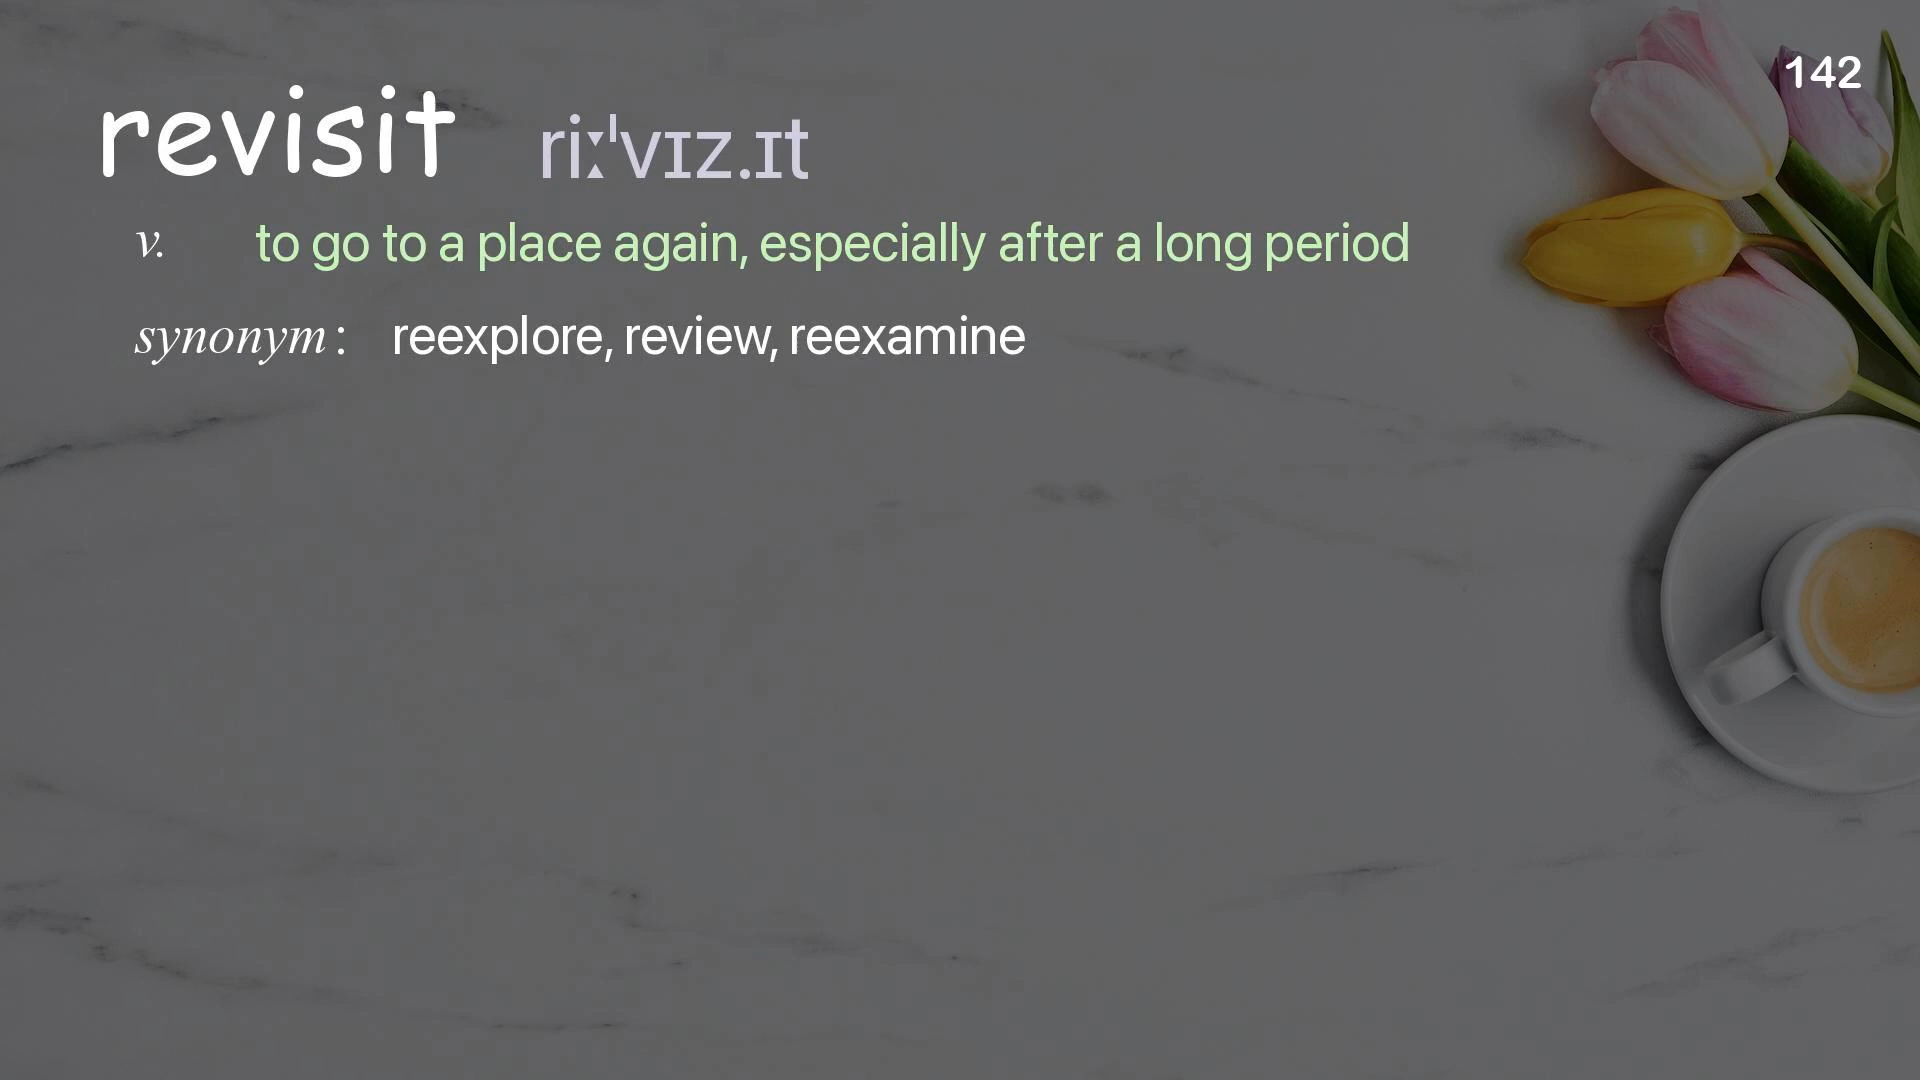 142
revisit riːˈvɪz.ɪt
v. to go to a place again, especially after a long period
synonym : reexplore, review, reexamine